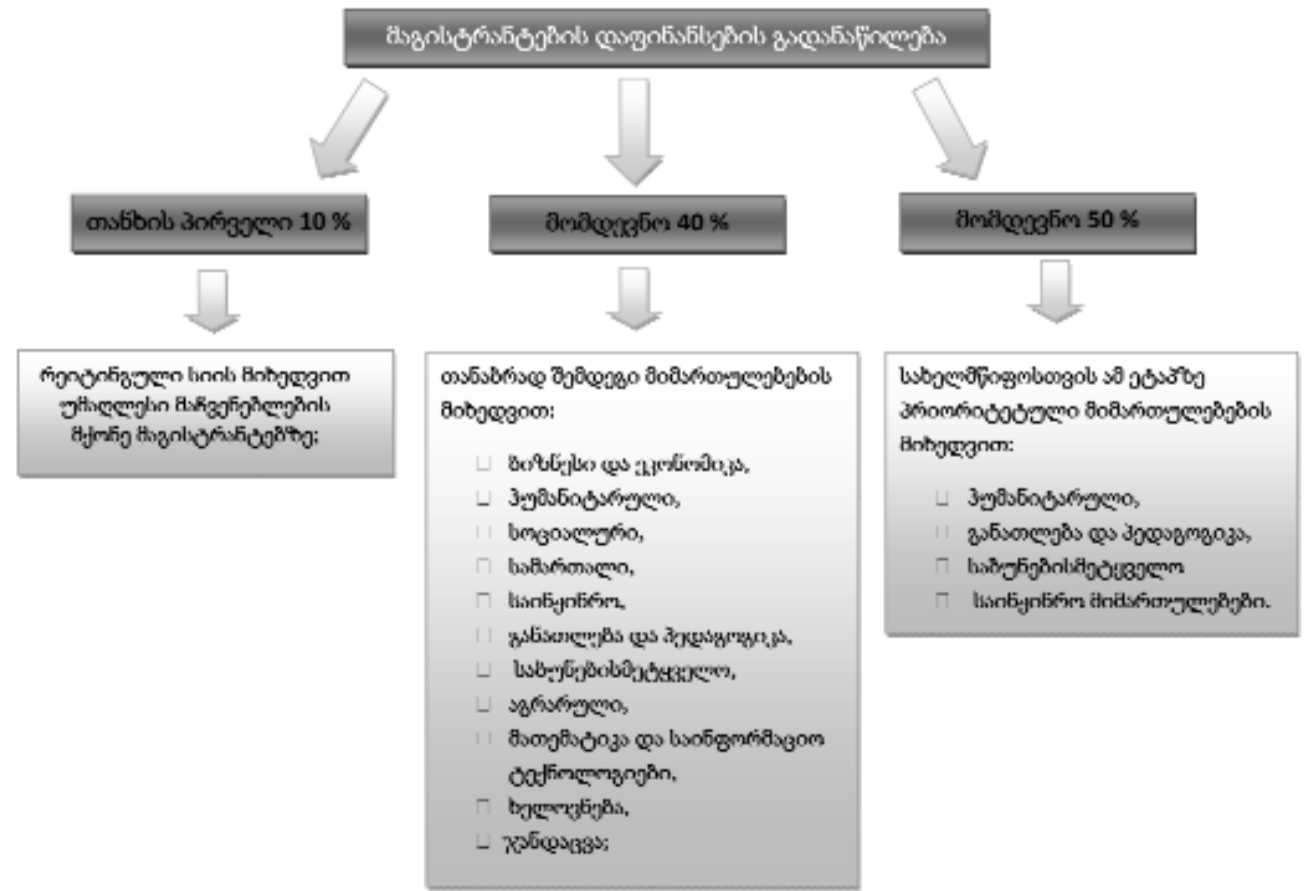 მაგისტრანტების დაფინანსების გადანაწილება
თანხის პირველი 10 %
რეიტინგული სიის მიხედვით
უმაღლესი მაჩვენებლების
მქონე მაგისტრანტებზე;
მომდევნო 40 %
თანაბრად შემდეგი მიმართულებების
მიხედვით:
ბიზნესი და ეკონომიკა,
ჰუმანიტარული,
სოციალური,
სამართალი,
საინჟინრო,
განათლება და პედაგოგიკა,
საბუნებისმეტყველო,
აგრარული,
მათემატიკა და საინფორმაციო
ტექნოლოგიები,
ხელოვნება,
ჯანდაცვა;
მომდევნო 50 %
სახელმწიფოსთვის ამ ეტაპზე
პრიორიტეტული მიმართულებების
მიხედვით:
ჰუმანიტარული,
განათლება და პედაგოგიკა,
საბუნებისმეტყველო
საინჟინრო მიმართულებები.